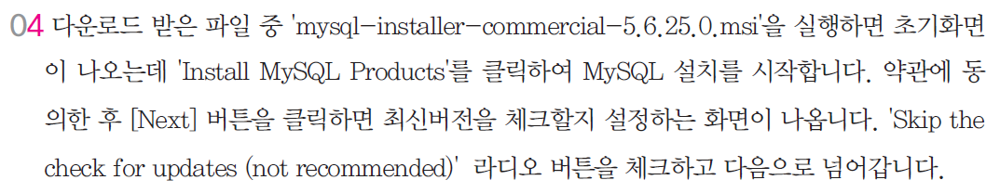 04 다운로드 받은 파일 중 'mysql-installer-commercial-5.6.25.0.msi'을 실행하면 초기화면
이 나오는데 'Install MySQL Products'를 클릭하여 MySQL 설치를 시작합니다. 약관에 동
의한 후 [Next] 버튼을 클릭하면 최신버전을 체크할지 설정하는 화면이 나옵니다. 'Skip the
check for updates (not recommended)' 라디오 버튼을 체크하고 다음으로 넘어갑니다.